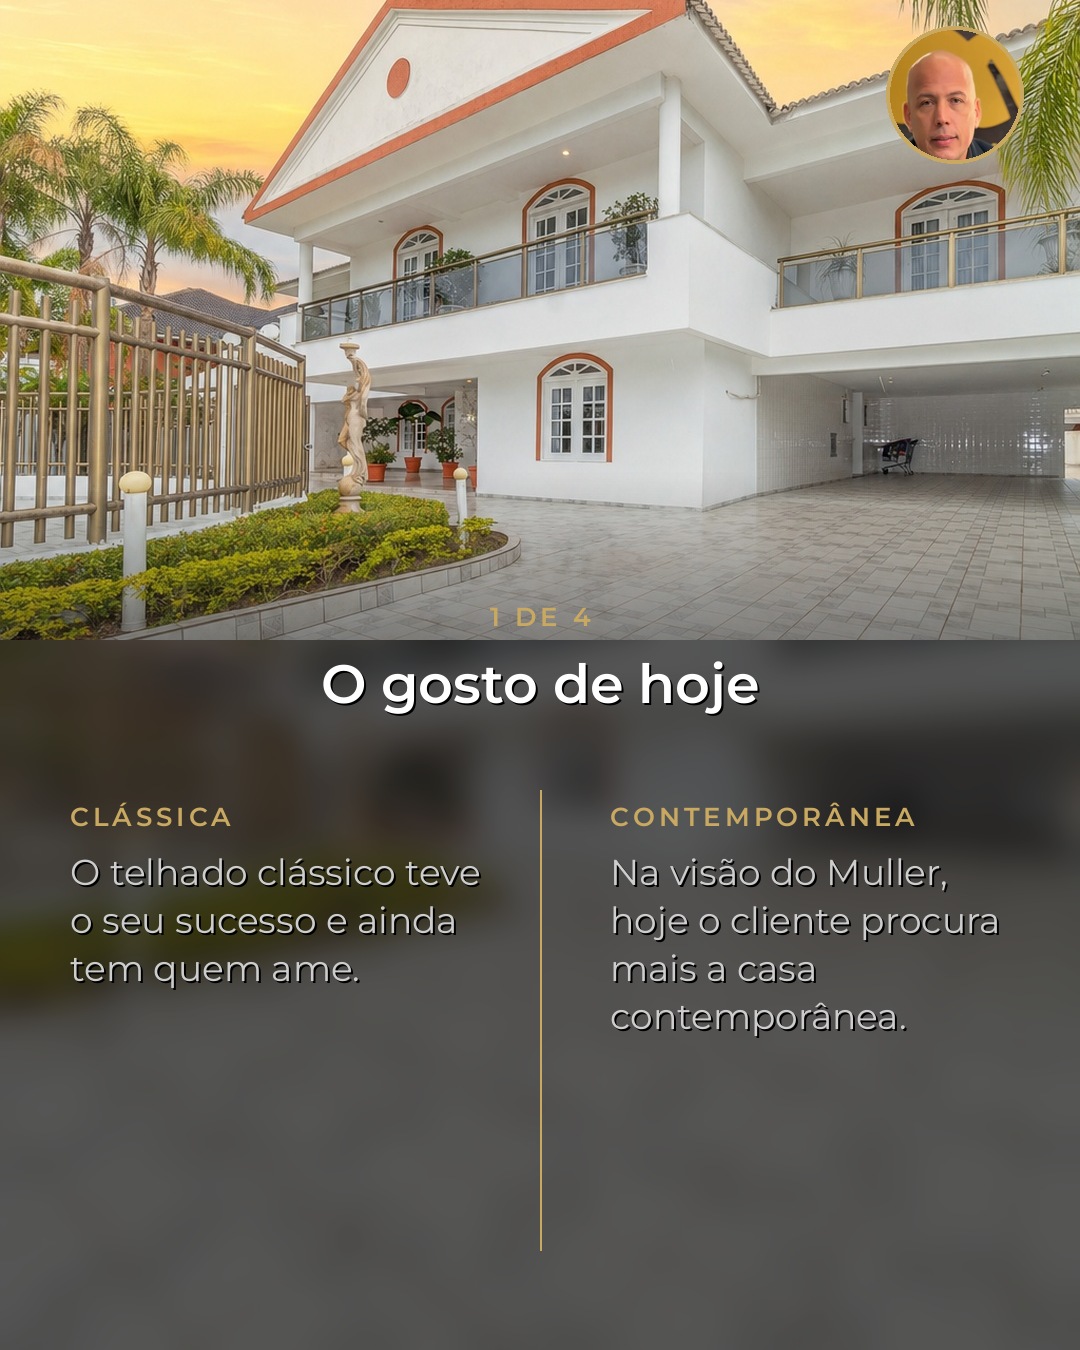 1 DE 4
O gosto de hoje
CLÁSSICA
O telhado clássico teve
o seu sucesso e ainda
tem quem ame.
CONTEMPORÂNEA
Na visão do Muller,
hoje o cliente procura
mais a casa
contemporânea.